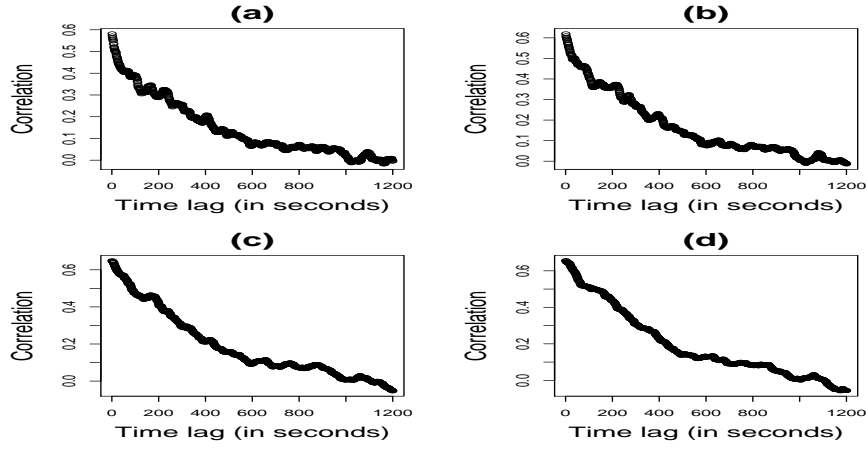 (a)
Correlation
0.0 0.1 0.2 0.3 0.4 0.5 0.6
0 200 400 600 800 1200
Time lag (in seconds)
(b)
Correlation
0.0 0.1 0.2 0.3 0.4 0.5 0.6
0 200 400 600 800 1200
Time lag (in seconds)
(c)
Correlation
0.0 0.2 0.4 0.6
0 200 400 600 800 1200
Time lag (in seconds)
(d)
Correlation
0.0 0.2 0.4 0.6
0 200 400 600 800 1200
Time lag (in seconds)